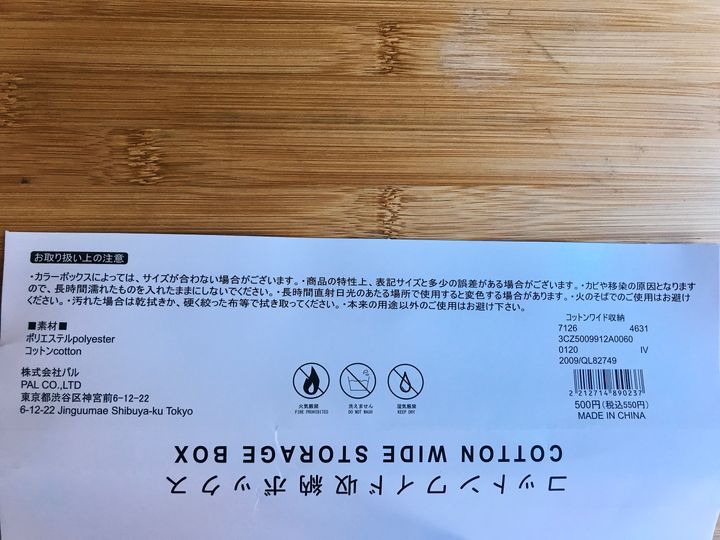 お取り扱い上の注意
・カラーボックスによっては、サイズが合わない場合がございます。・商品の特性上、表記サイズと多少の誤差がある場合がございます。・カビや移染の原因となります
ので、長時間濡れたものを入れたままにしないでください。・長時間直射日光のあたる場所で使用すると変色する場合があります。・火のそばでのご使用はお避け
ください。・汚れた場合は乾拭きか、硬く絞った布等で拭き取ってください。・本来の用途以外のご使用はお避け下さい。
■素材■
ポリエステルpolyester
コットンcotton
株式会社パル
PAL CO.,LTD
東京都渋谷区神宮前6-12-22
6-12-22 Jinguumae Shibuya-ku Tokyo
火気厳禁
FIRE PROHIBITED
洗えません
DO NOT WASH
湿気厳禁
KEEP DRY
コットンワイド収納
7126 4631
3CZ5009912A0060
0120 IV
2009/QL82749
2 212714 890237
500円(税込550円)
MADE IN CHINA
COTTON WIDE STORAGE BOX
コットンワイド収納ボックス